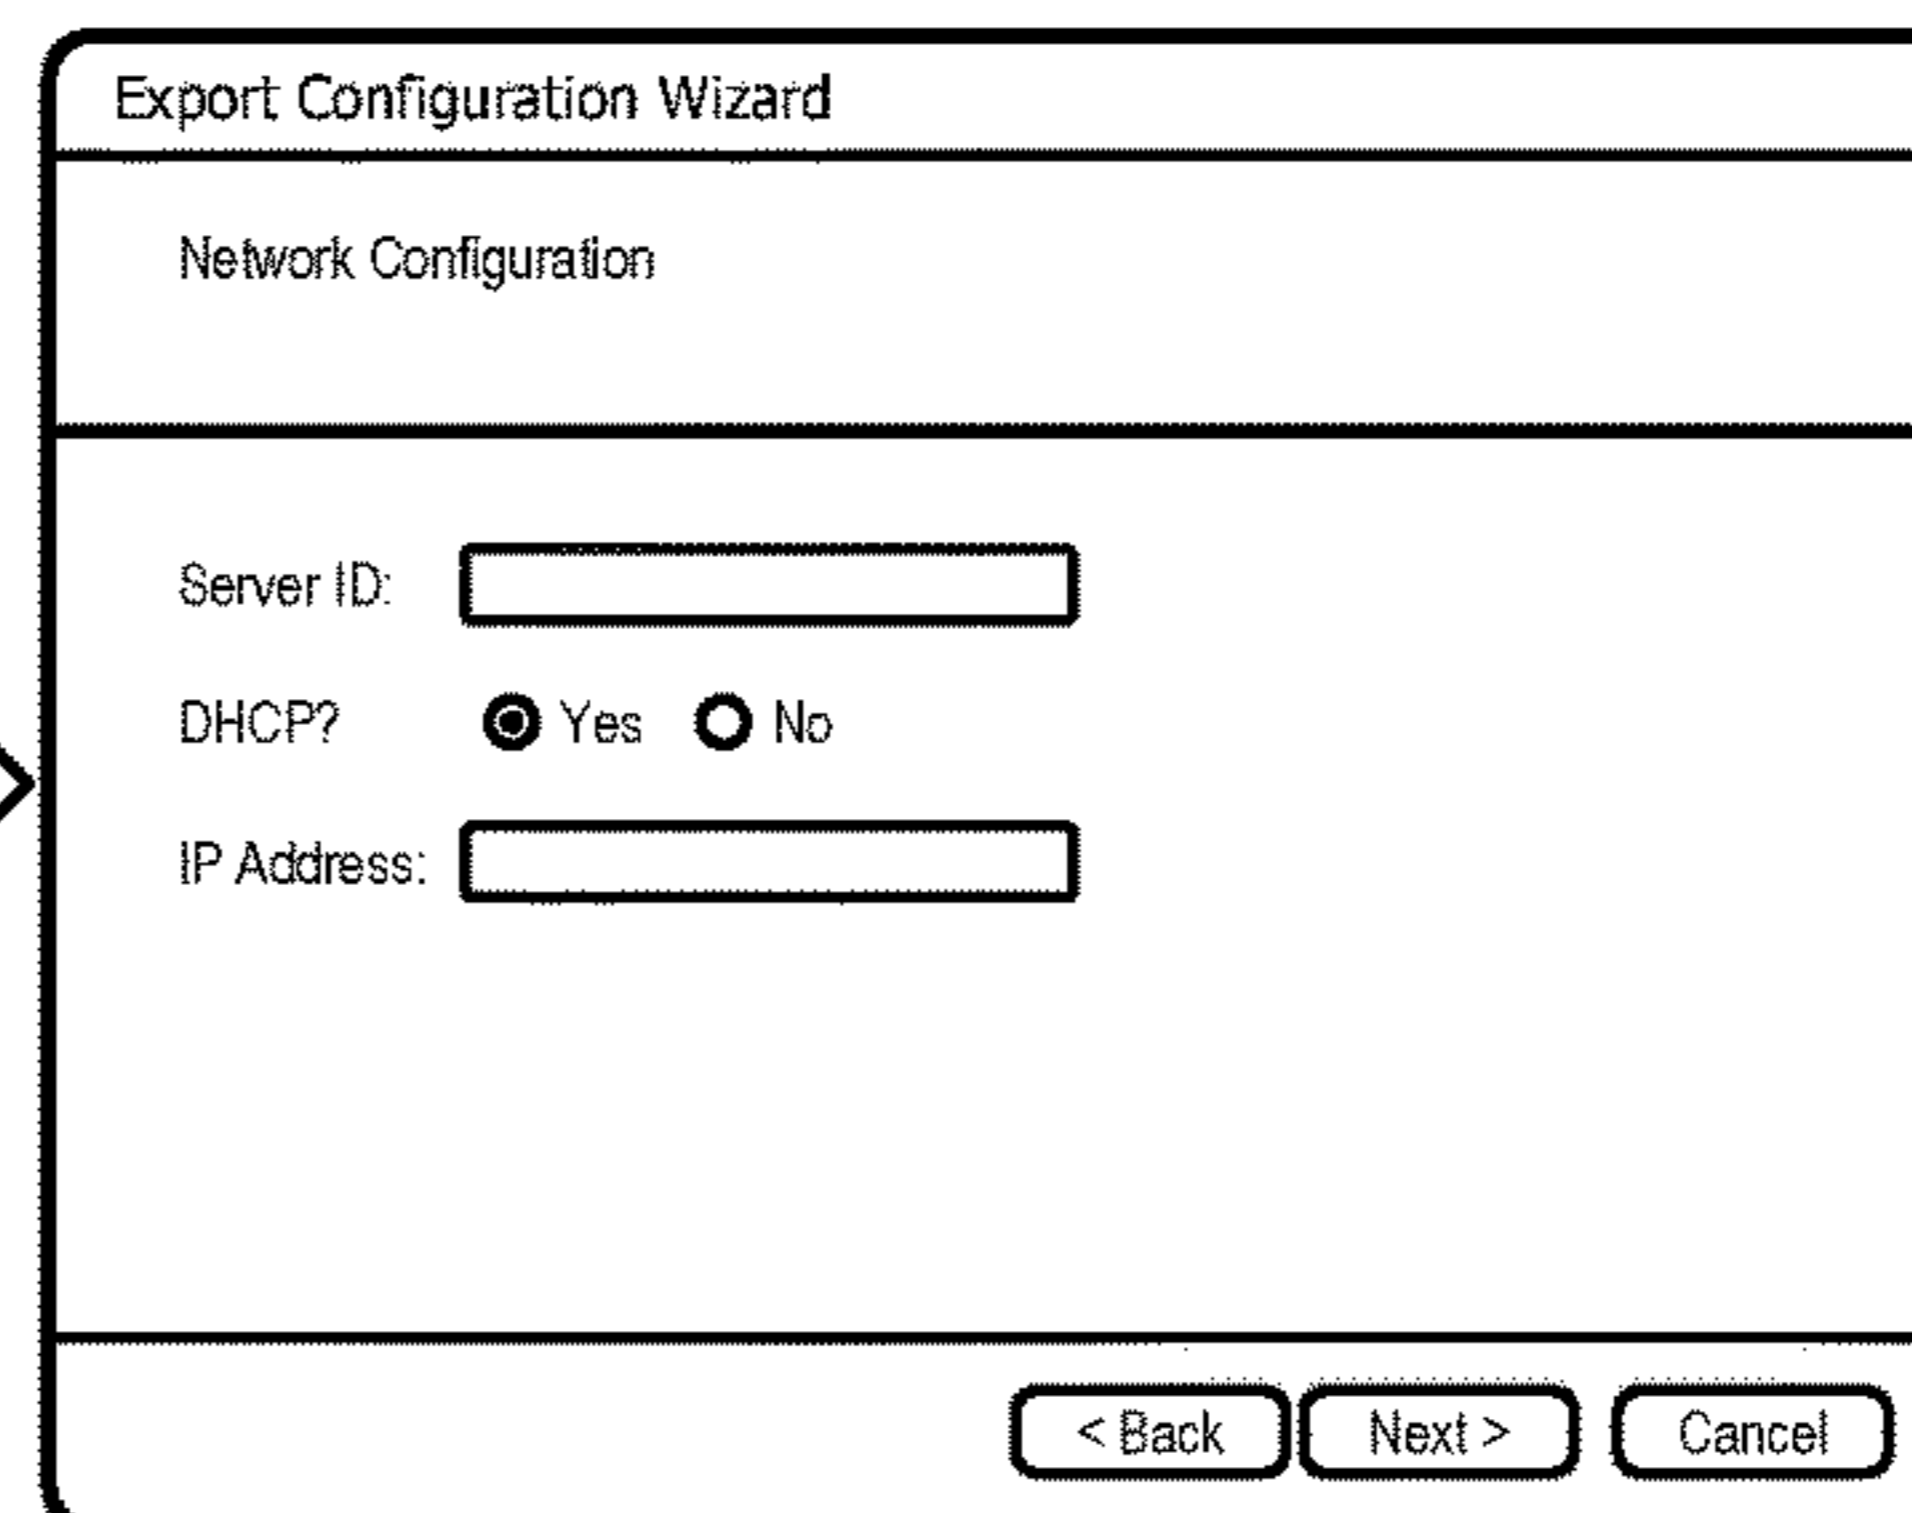 Export Configuration Wizard
Network Configuration
Server ID:
DHCP? Yes No
IP Address:
< Back Next > Cancel